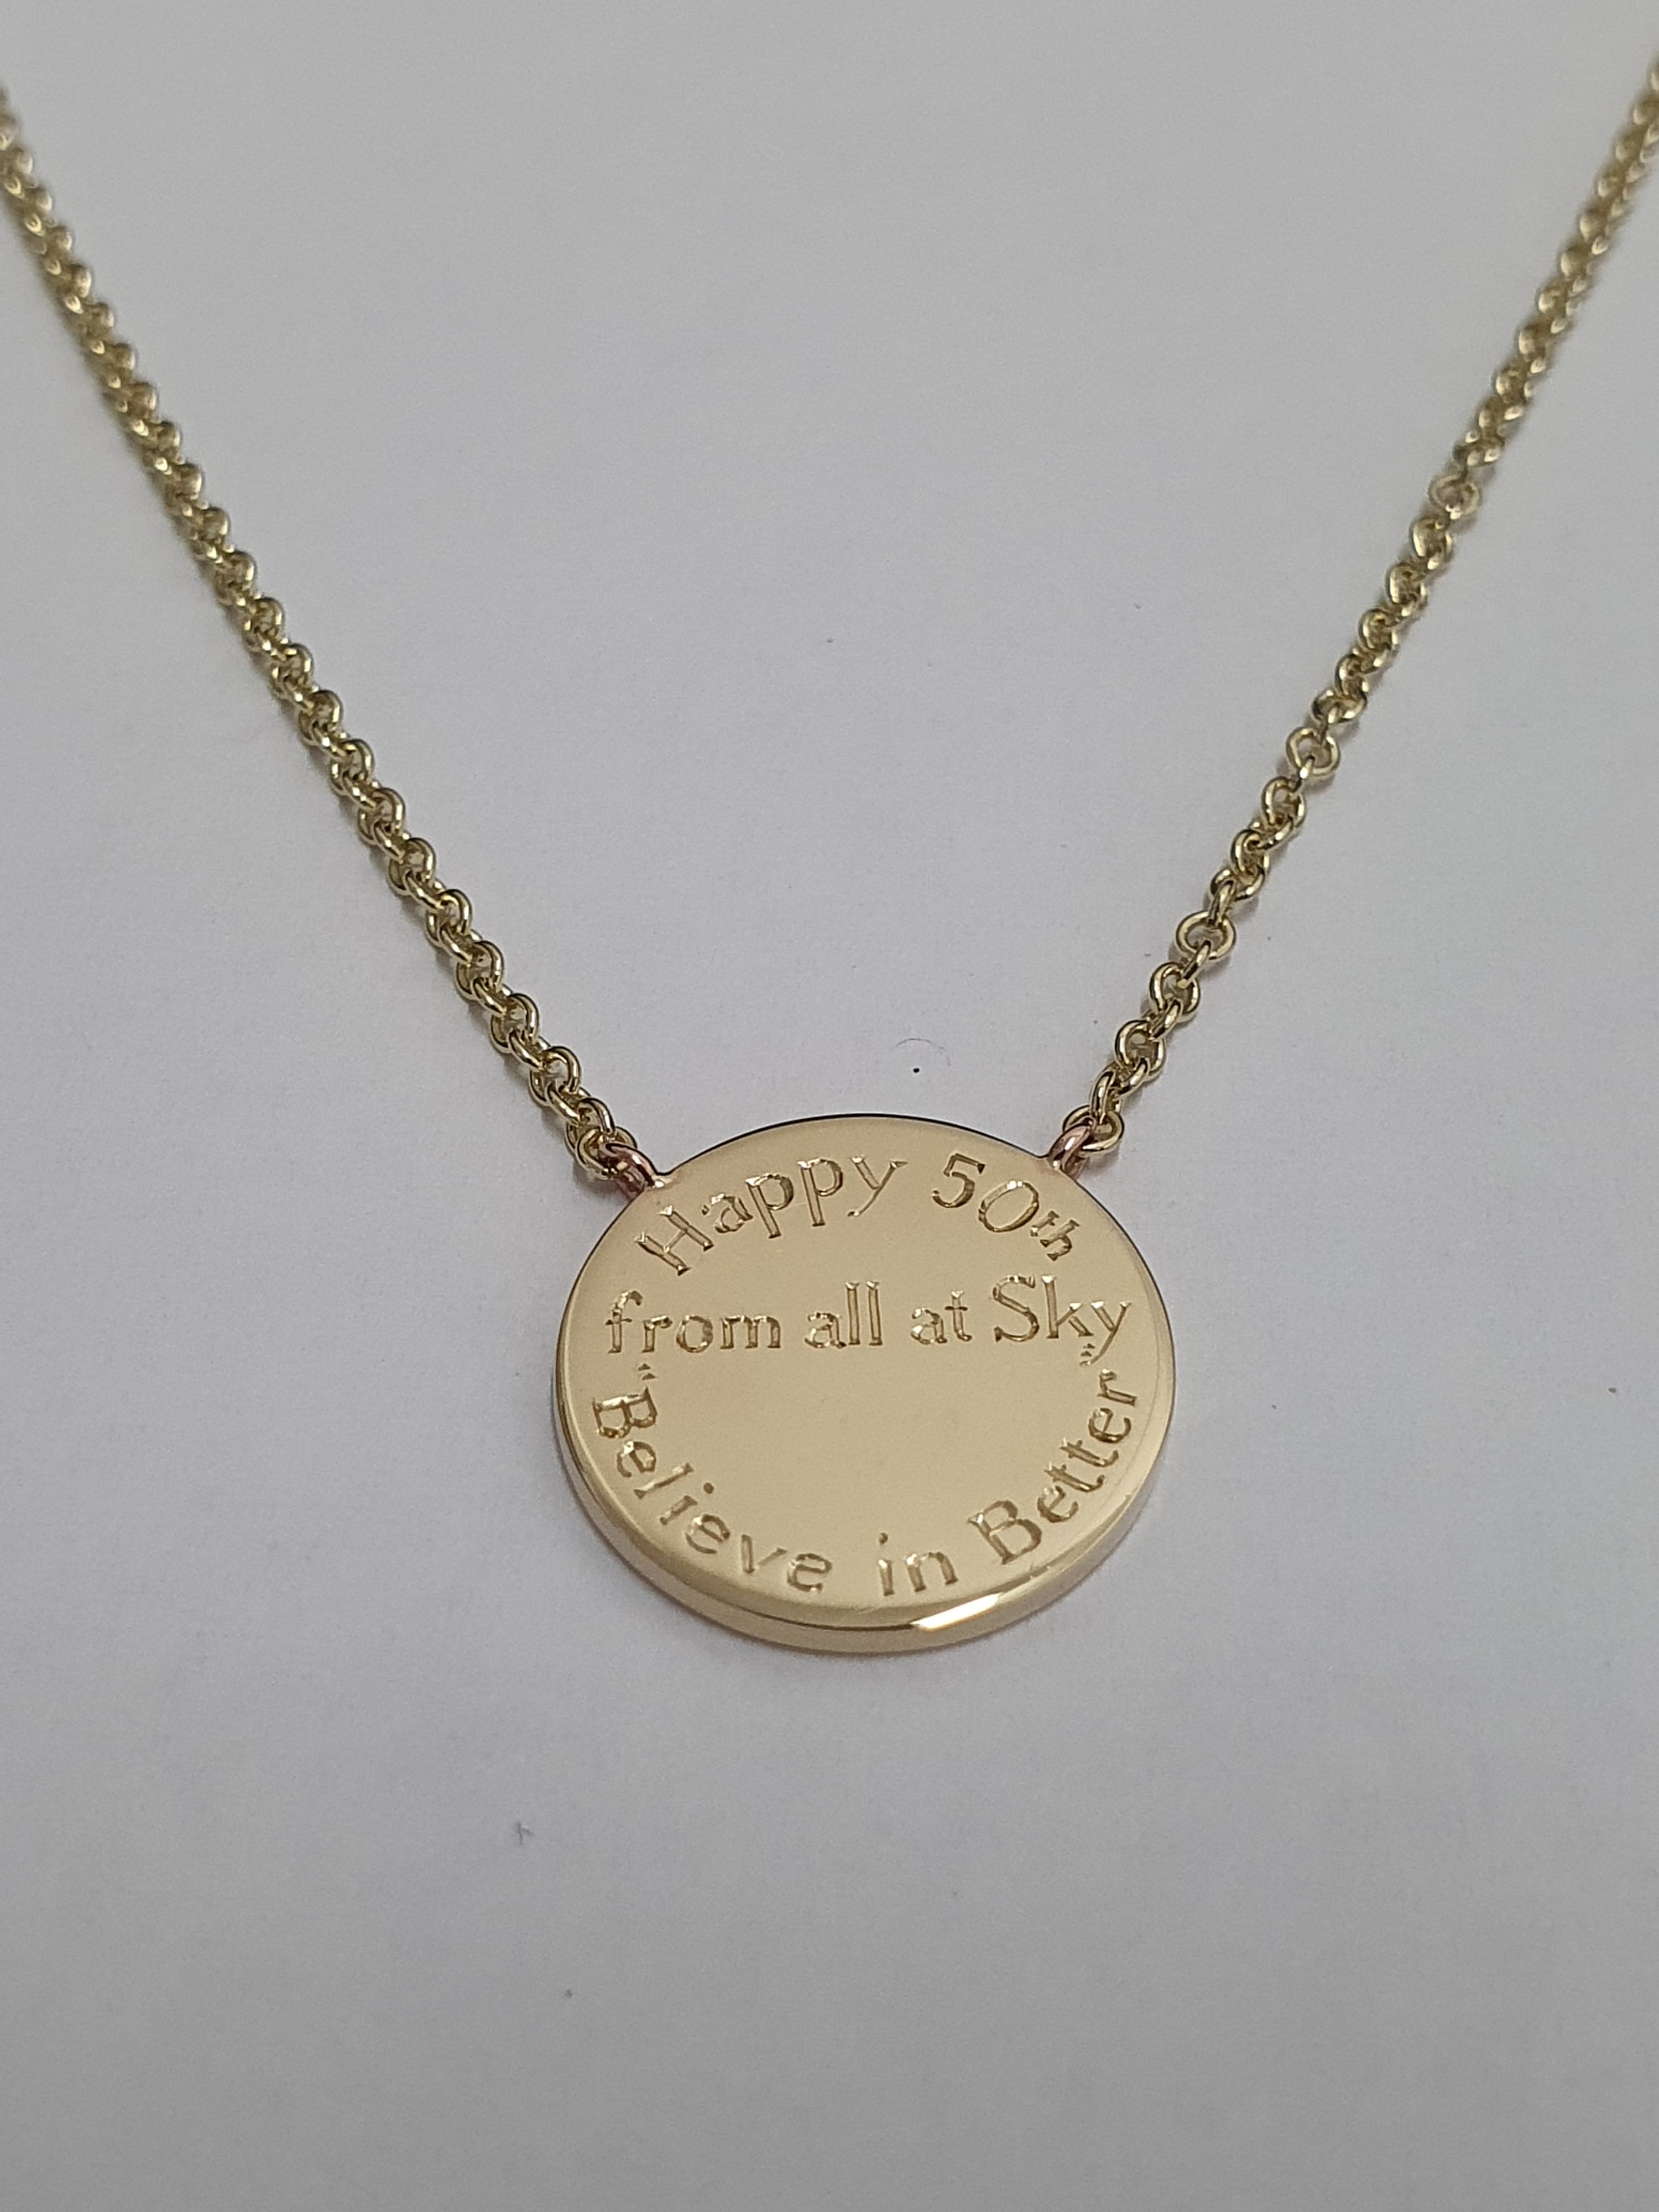 Happy 50th
from all at Sky
"Believe in Better"